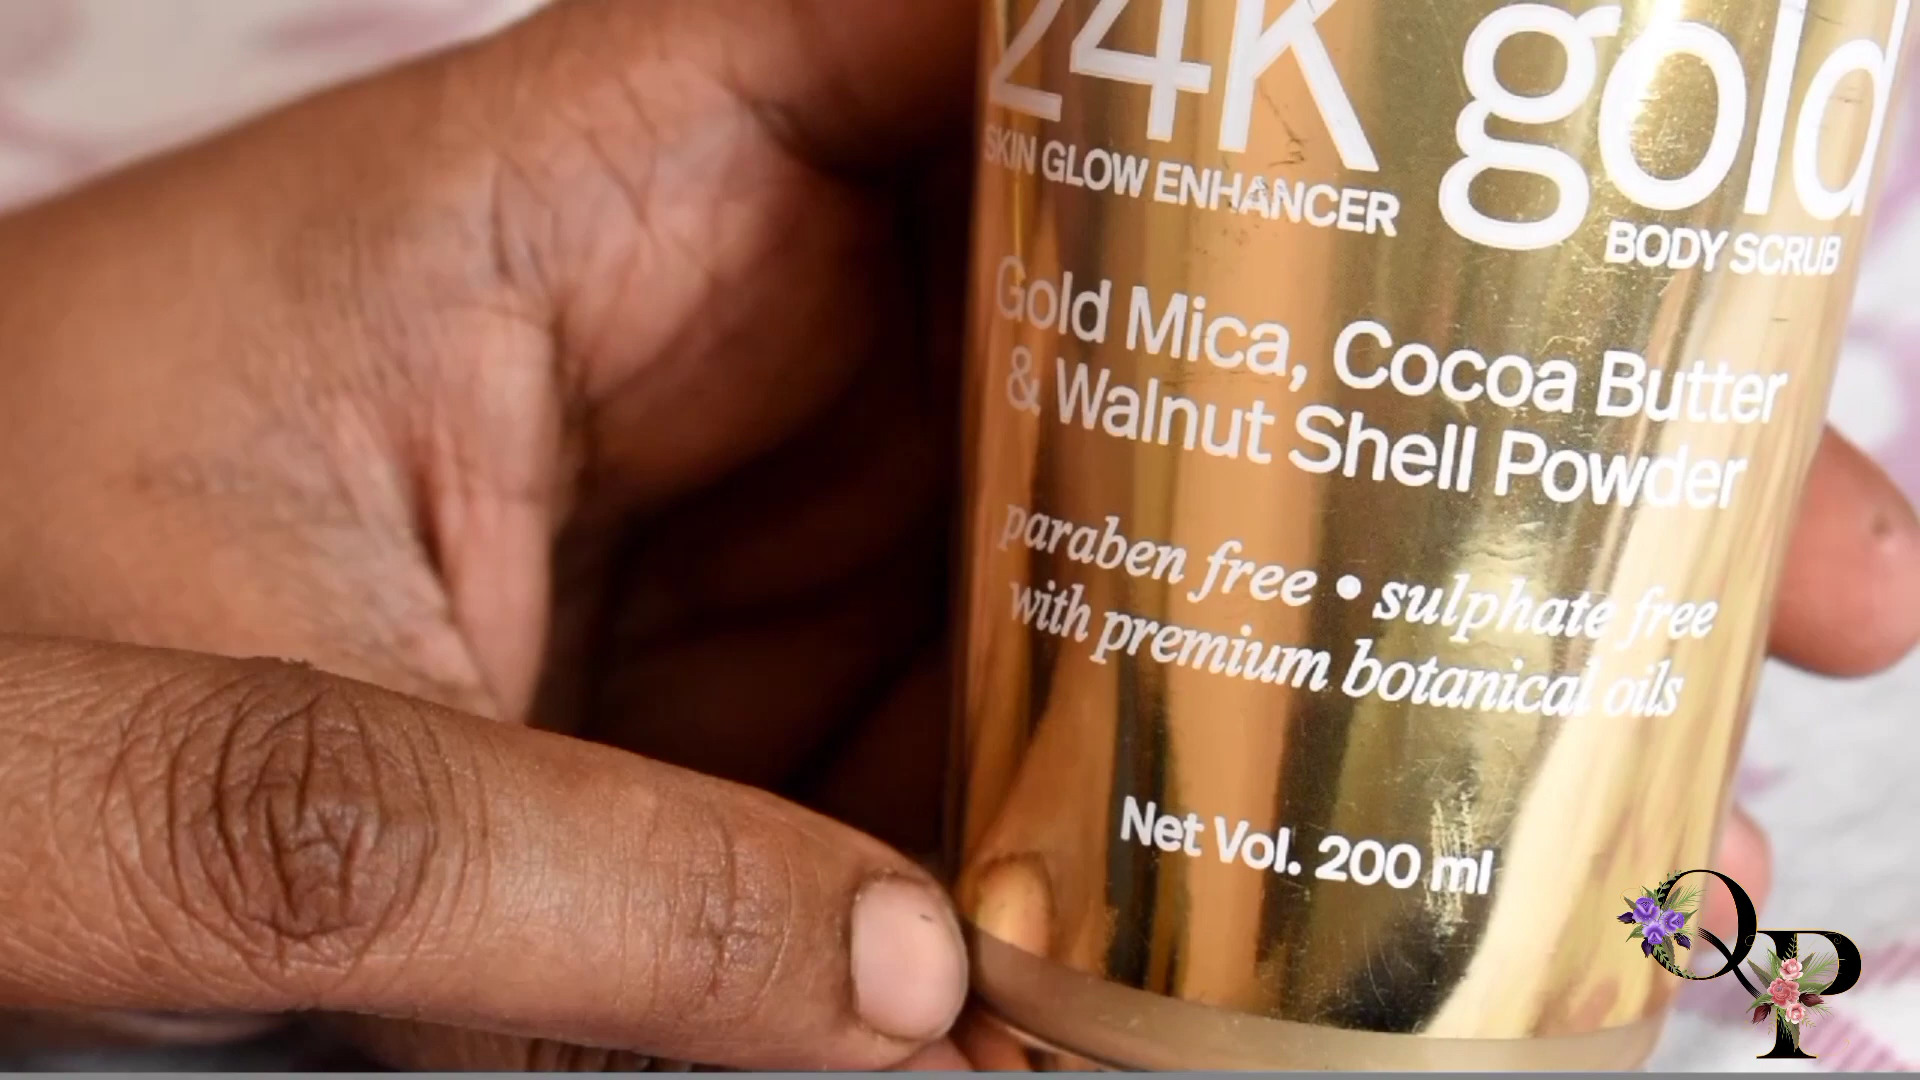 24K gold
SKIN GLOW ENHANCER
BODY SCRUB
Gold Mica, Cocoa Butter
& Walnut Shell Powder
paraben free • sulphate free
with premium botanical oils
Net Vol. 200 ml
QP